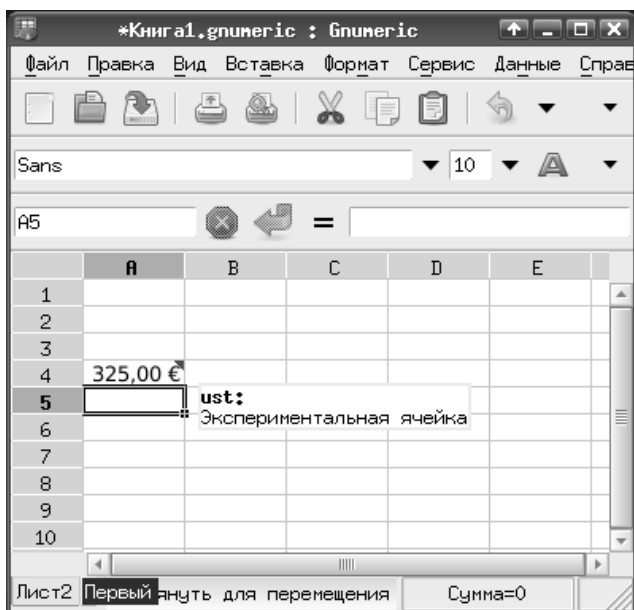 *Книга1.gnumeric : Gnumeric
Файл Правка Вид Вставка Формат Сервис Данные Справ
Sans 10
A5 =
A B C D E
1
2
3
4 325,00 €
5 ust:
Экспериментальная ячейка
6
7
8
9
10
Лист2 Первый януть для перемещения Сумма=0